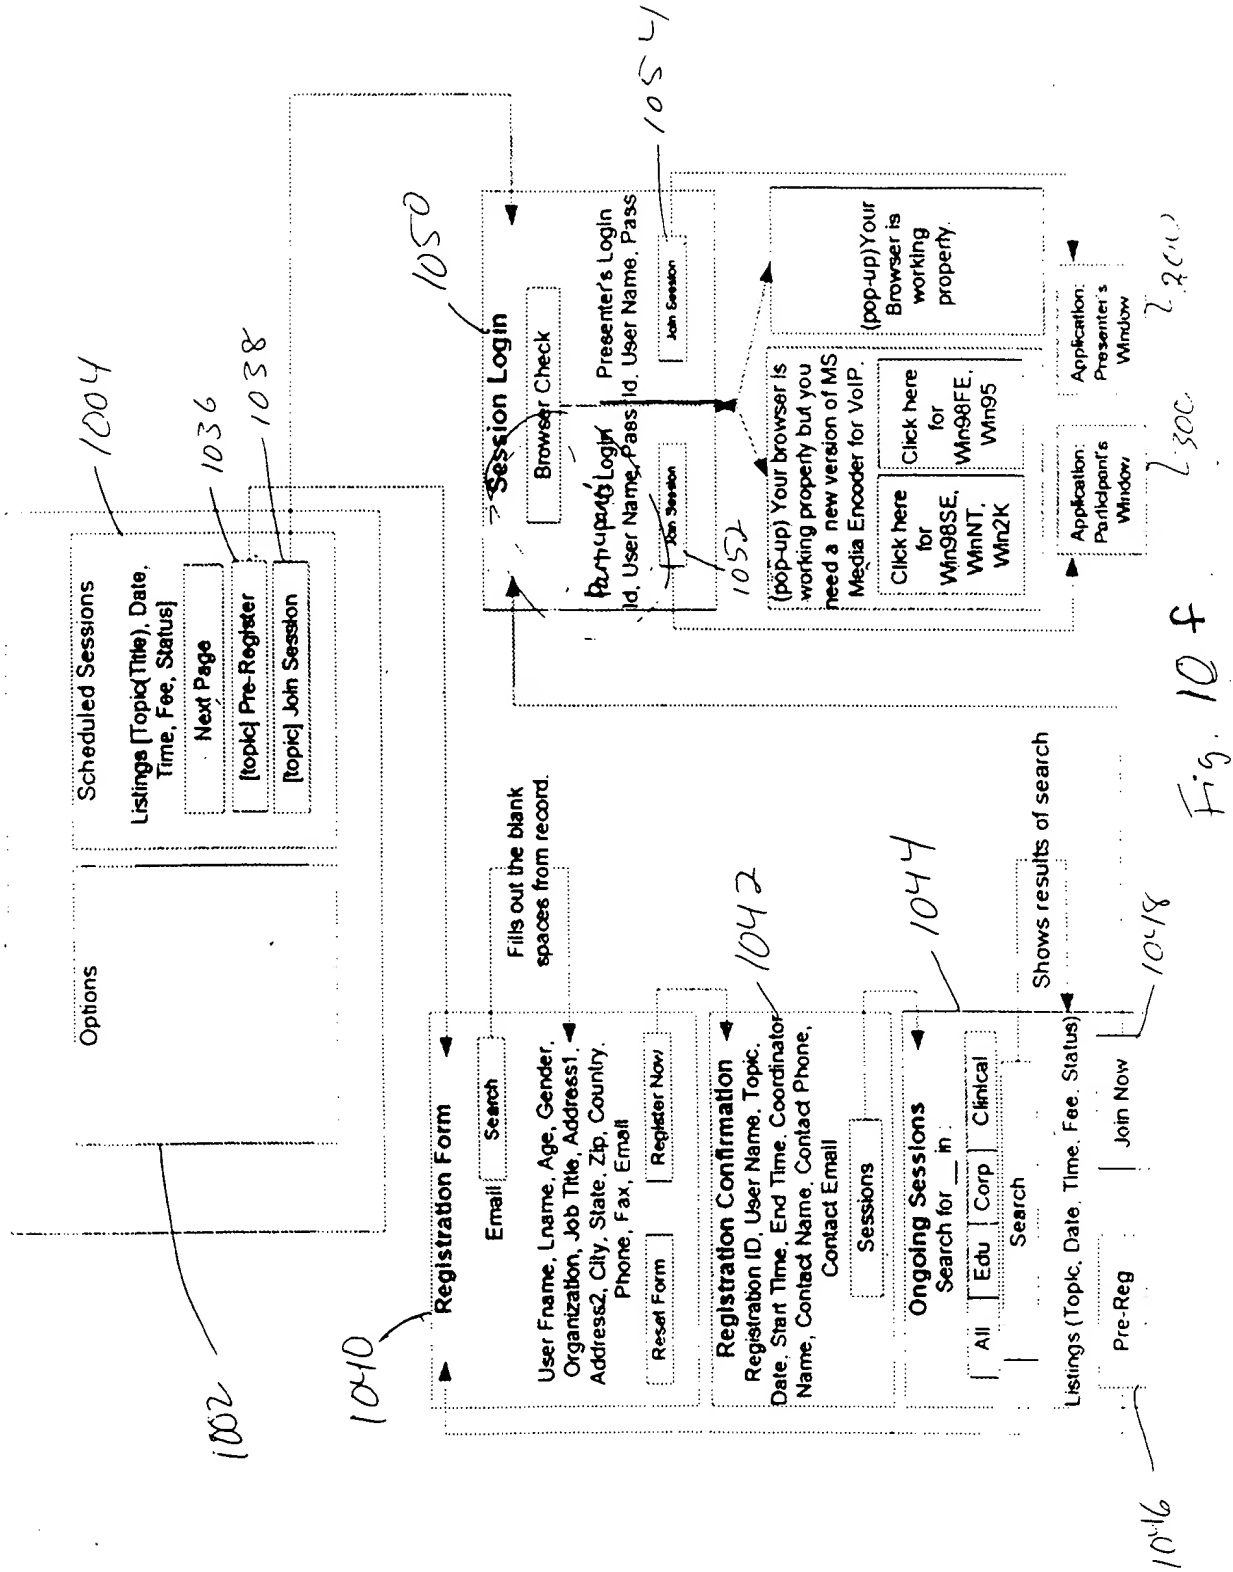 1002
Options
Scheduled Sessions
1004
Listings [Topic(Title), Date,
Time, Fee, Status]
Next Page
1036
[topic] Pre-Register
1038
[topic] Join Session
1040
Registration Form
Email
Search
Fills out the blank
spaces from record.
User Fname, Lname, Age, Gender,
Organization, Job Title, Address1,
Address2, City, State, Zip, Country,
Phone, Fax, Email
Reset Form
Register Now
1042
Registration Confirmation
Registration ID, User Name, Topic,
Date, Start Time, End Time, Coordinator
Name, Contact Name, Contact Phone,
Contact Email
Sessions
1044
Ongoing Sessions
Search for __ in :
All
Edu
Corp
Clinical
Search
Shows results of search
Listings (Topic, Date, Time, Fee, Status)
1046
Pre-Reg
Join Now
1048
1050
Session Login
Browser Check
Participant's Login
Presenter's Login
Id, User Name, Pass
Id, User Name, Pass
Join Session
Join Session
1052
1054
(pop-up) Your browser is
working property but you
need a new version of MS
Media Encoder for VoIP.
Click here
for
Win98SE,
WinNT,
Win2K
Click here
for
Win98FE,
Win95
(pop-up)Your
Browser is
working
property.
Application:
Participant's
Window
Application:
Presenter's
Window
300
200
Fig. 10 f